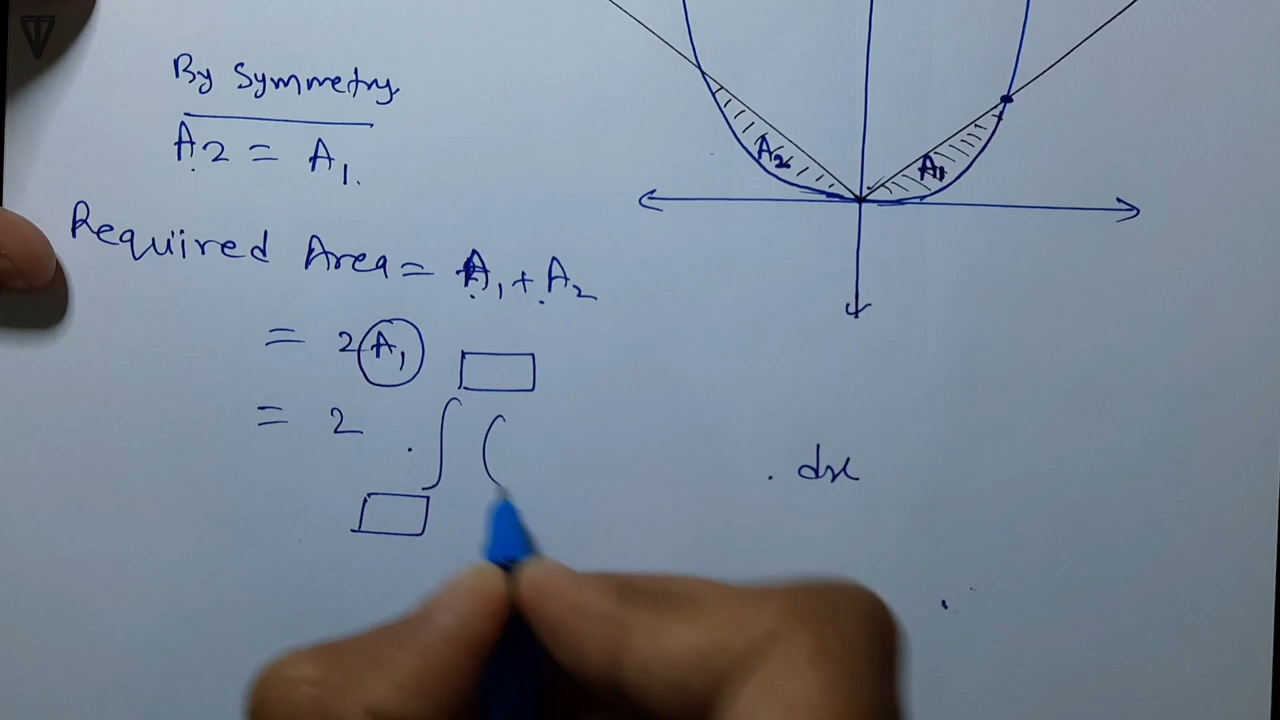 By Symmetry
A2 = A1.
Required Area = A1 + A2
= 2 A1
= 2 . ∫ ( . dx
A2
A1